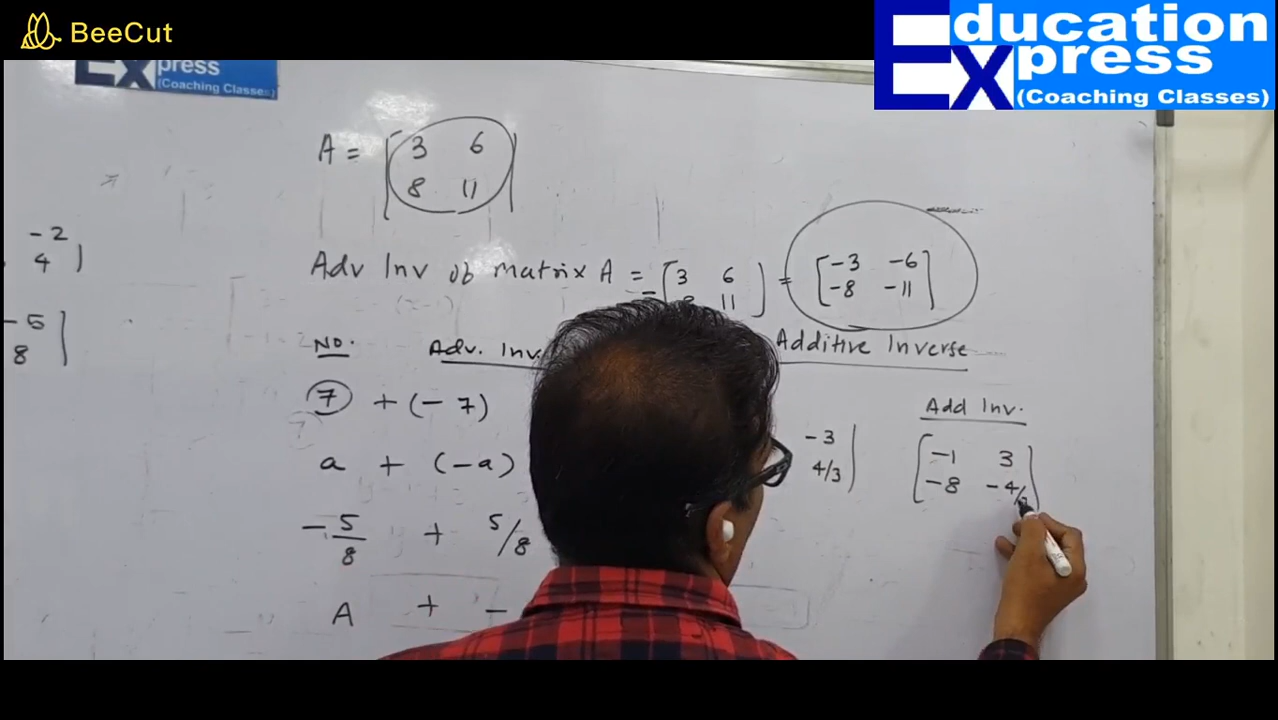 BeeCut
Education
Express
(Coaching Classes)
Express
(Coaching Classes)
A = [3 6
8 11]
-2
4
-5
8
Adv Inv of matrix A = -[3 6
8 11] = [-3 -6
-8 -11]
NO. Adv. Inv. Additive Inverse
7 + (-7)
a + (-a)
-5/8 + 5/8
A + -
-3
4/3
Add Inv.
[-1 3
-8 -4/